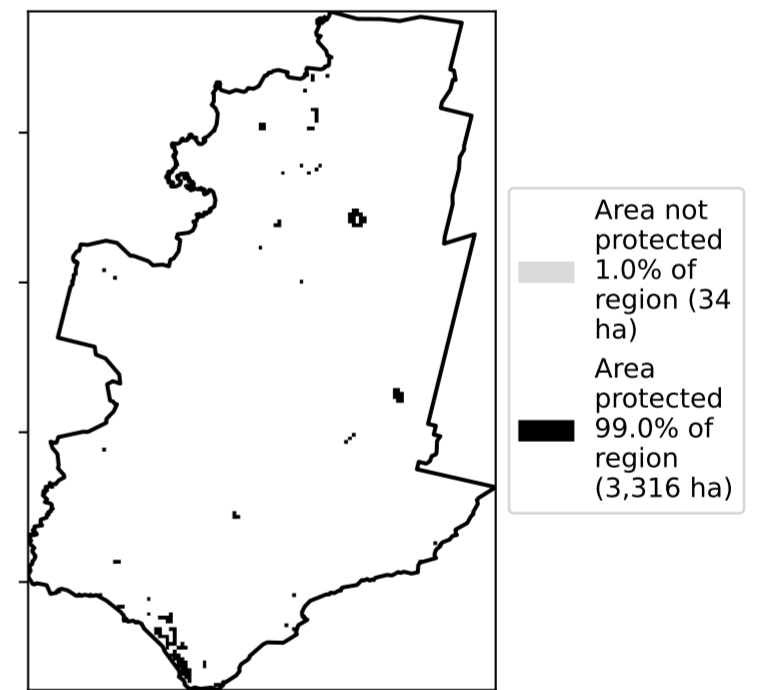 Area not
protected
1.0% of
region (34
ha)
Area
protected
99.0% of
region
(3,316 ha)